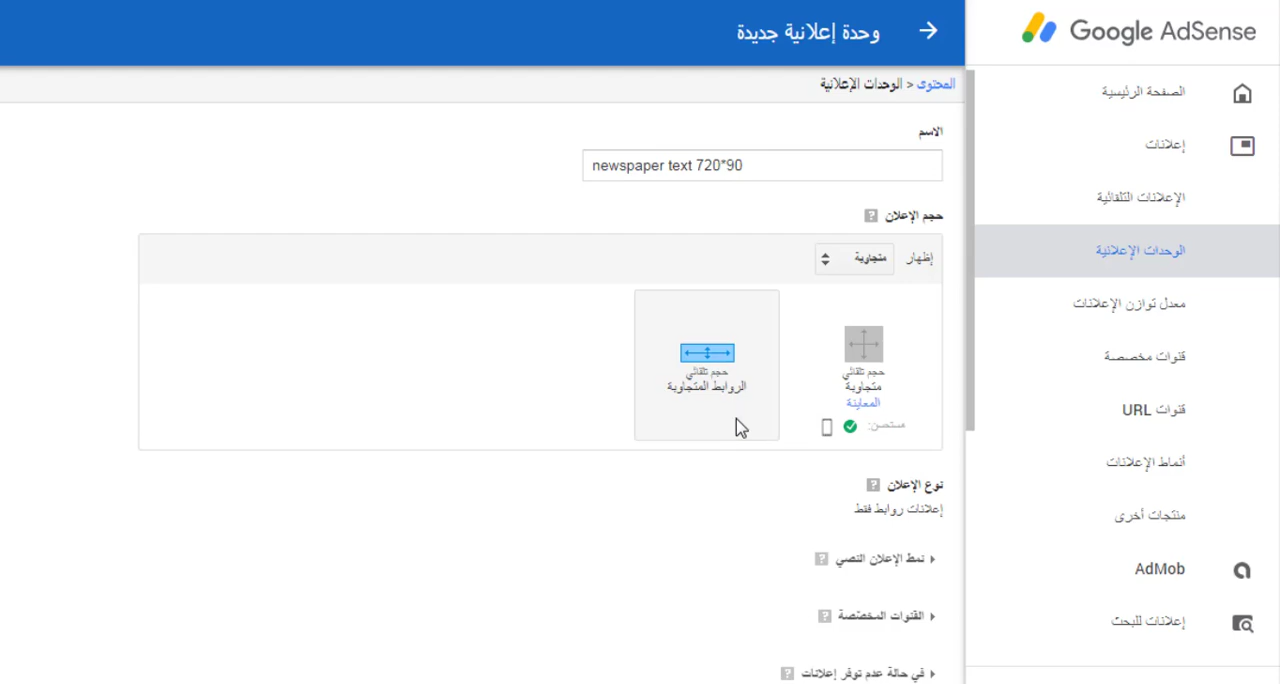 Google AdSense
الصفحة الرئيسية
إعلانات
الإعلانات التلقائية
الوحدات الإعلانية
معدل توازن الإعلانات
قنوات مخصصة
قنوات URL
أنماط الإعلانات
منتجات أخرى
AdMob
إعلانات للبحث
وحدة إعلانية جديدة
المحتوى > الوحدات الإعلانية
الاسم
newspaper text 720*90
حجم الإعلان ?
إظهار متجاوبة
حجم تلقائي
متجاوبة
المعاينة
مستحسن:
حجم تلقائي
الروابط المتجاوبة
نوع الإعلان ?
إعلانات روابط فقط
نمط الإعلان النصي ?
القنوات المخصّصة ?
في حالة عدم توفر إعلانات ?